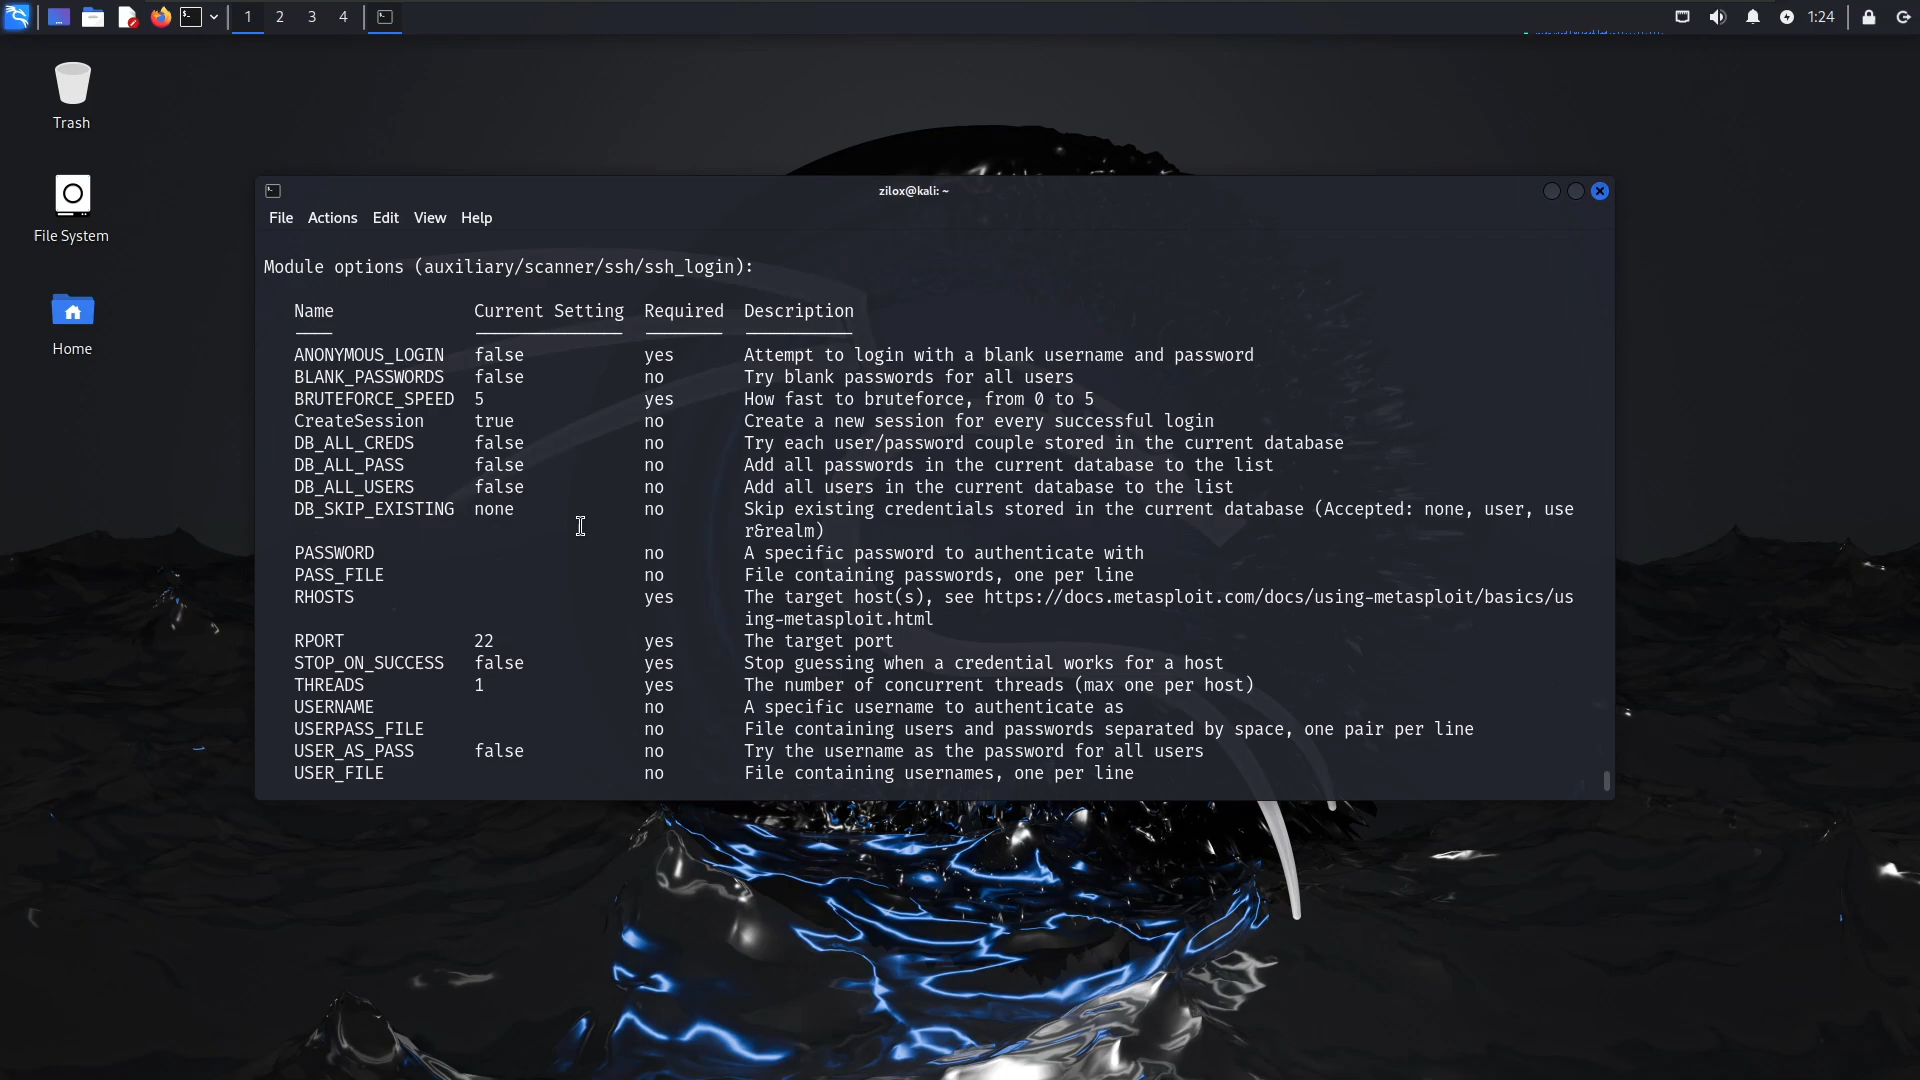 1 2 3 4
1:24
Trash
File System
Home
zilox@kali: ~
File Actions Edit View Help
Module options (auxiliary/scanner/ssh/ssh_login):
Name Current Setting Required Description
ANONYMOUS_LOGIN false yes Attempt to login with a blank username and password
BLANK_PASSWORDS false no Try blank passwords for all users
BRUTEFORCE_SPEED 5 yes How fast to bruteforce, from 0 to 5
CreateSession true no Create a new session for every successful login
DB_ALL_CREDS false no Try each user/password couple stored in the current database
DB_ALL_PASS false no Add all passwords in the current database to the list
DB_ALL_USERS false no Add all users in the current database to the list
DB_SKIP_EXISTING none no Skip existing credentials stored in the current database (Accepted: none, user, use
r&realm)
PASSWORD no A specific password to authenticate with
PASS_FILE no File containing passwords, one per line
RHOSTS yes The target host(s), see https://docs.metasploit.com/docs/using-metasploit/basics/us
ing-metasploit.html
RPORT 22 yes The target port
STOP_ON_SUCCESS false yes Stop guessing when a credential works for a host
THREADS 1 yes The number of concurrent threads (max one per host)
USERNAME no A specific username to authenticate as
USERPASS_FILE no File containing users and passwords separated by space, one pair per line
USER_AS_PASS false no Try the username as the password for all users
USER_FILE no File containing usernames, one per line